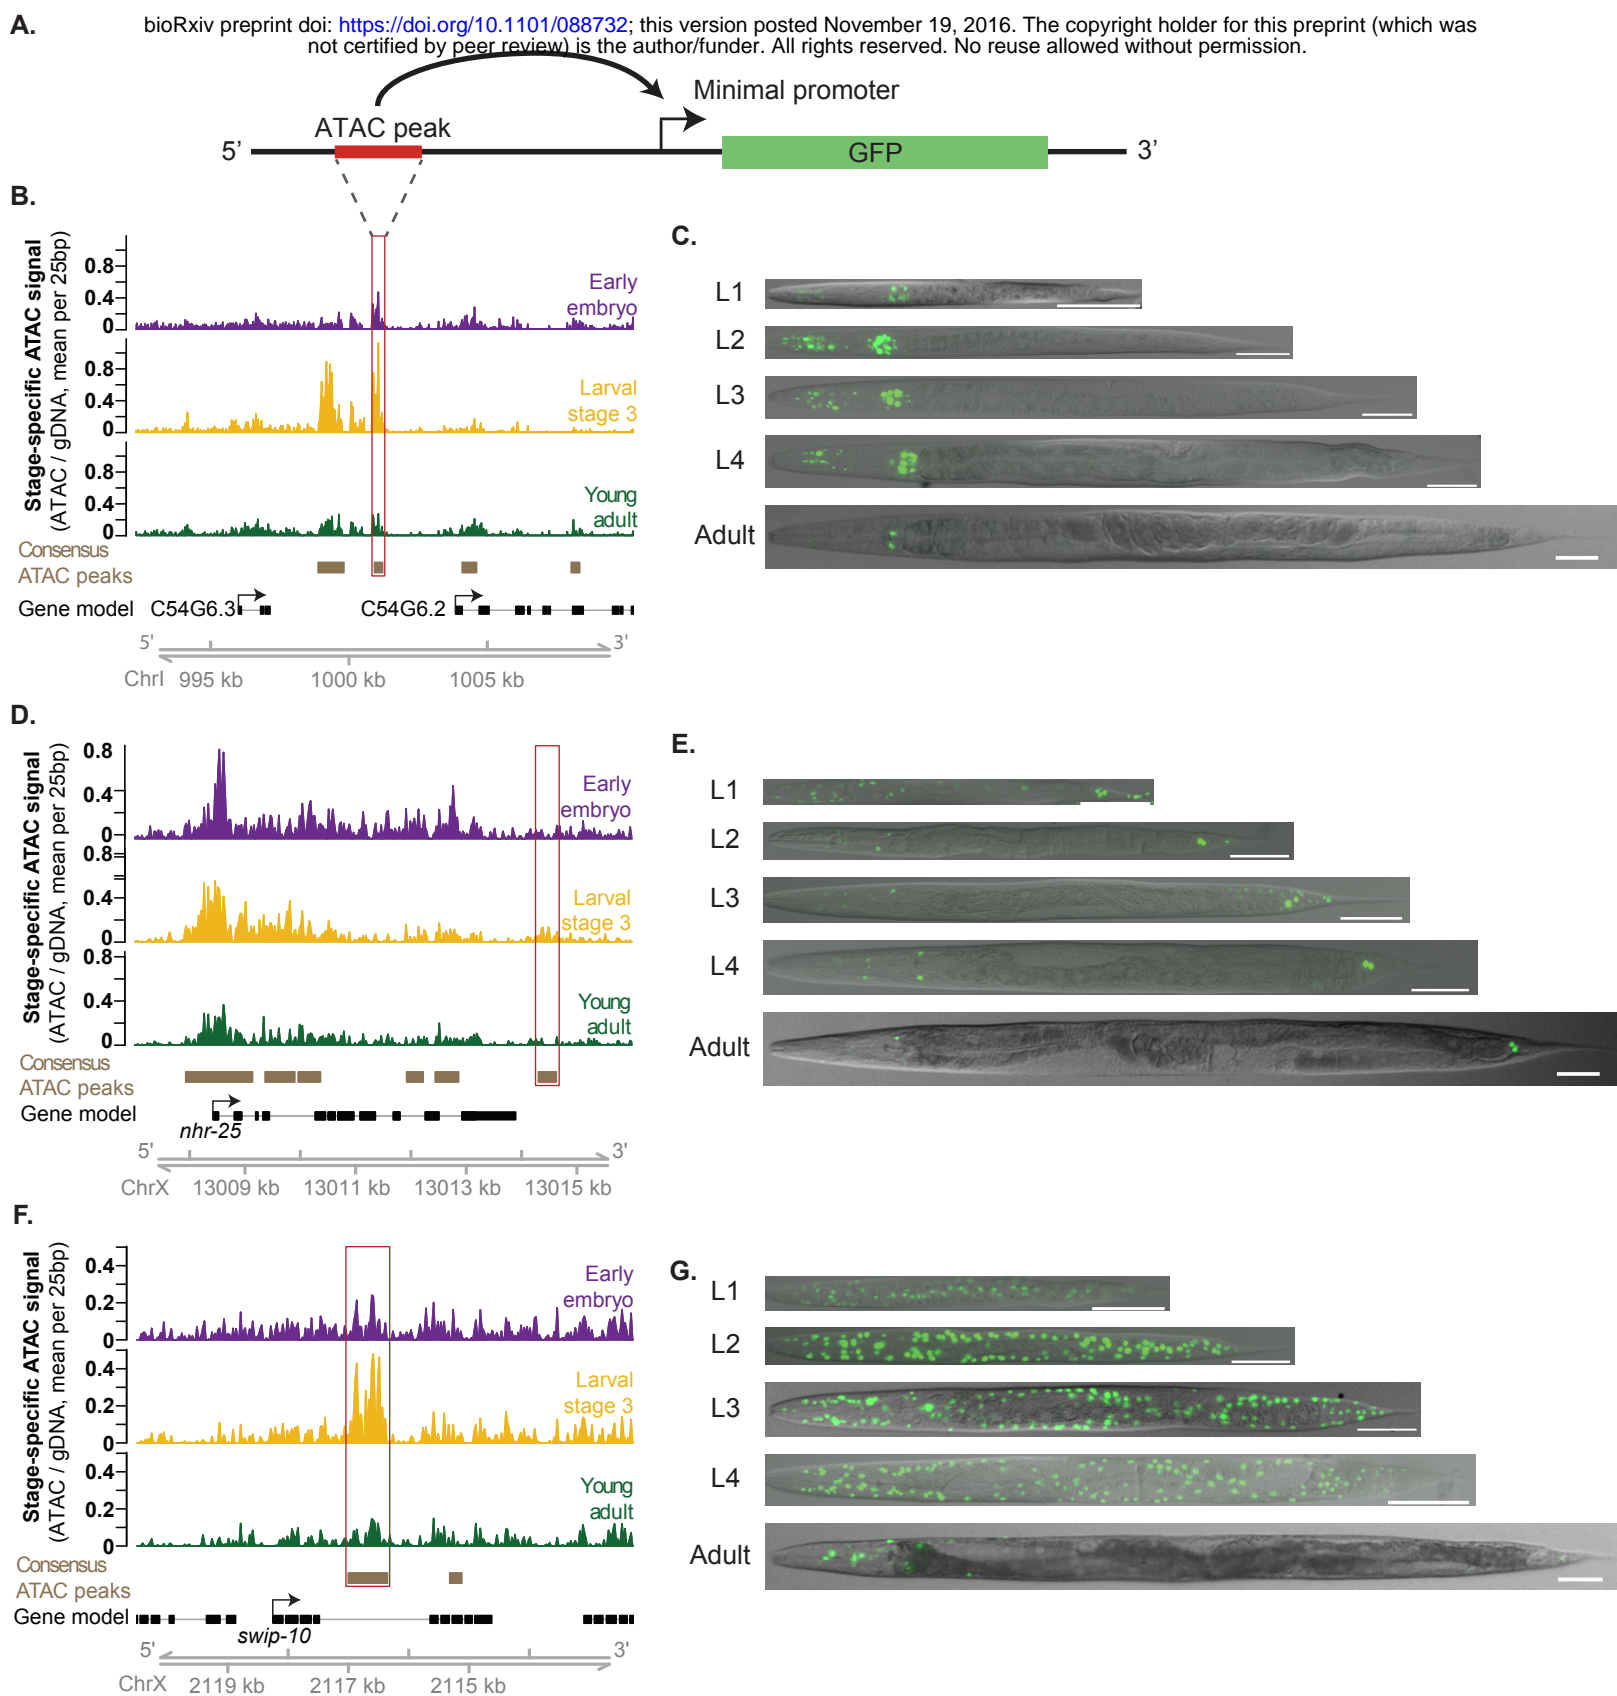 A.
bioRxiv preprint doi: https://doi.org/10.1101/088732; this version posted November 19, 2016. The copyright holder for this preprint (which was
not certified by peer review) is the author/funder. All rights reserved. No reuse allowed without permission.
Minimal promoter
ATAC peak
5’
GFP
3’
B.
Stage-specific ATAC signal
(ATAC / gDNA, mean per 25bp)
0.8
0.4
0
Early
embryo
0.8
0.4
0
Larval
stage 3
0.8
0.4
0
Young
adult
Consensus
ATAC peaks
Gene model
C54G6.3
C54G6.2
5'
3'
ChrI
995 kb
1000 kb
1005 kb
C.
L1
L2
L3
L4
Adult
D.
Stage-specific ATAC signal
(ATAC / gDNA, mean per 25bp)
0.8
0.4
0
Early
embryo
0.8
0.4
0
Larval
stage 3
0.8
0.4
0
Young
adult
Consensus
ATAC peaks
Gene model
nhr-25
5'
3'
ChrX
13009 kb
13011 kb
13013 kb
13015 kb
E.
L1
L2
L3
L4
Adult
F.
Stage-specific ATAC signal
(ATAC / gDNA, mean per 25bp)
0.4
0.2
0
Early
embryo
0.4
0.2
0
Larval
stage 3
0.4
0.2
0
Young
adult
Consensus
ATAC peaks
Gene model
swip-10
5'
3'
ChrX
2119 kb
2117 kb
2115 kb
G.
L1
L2
L3
L4
Adult